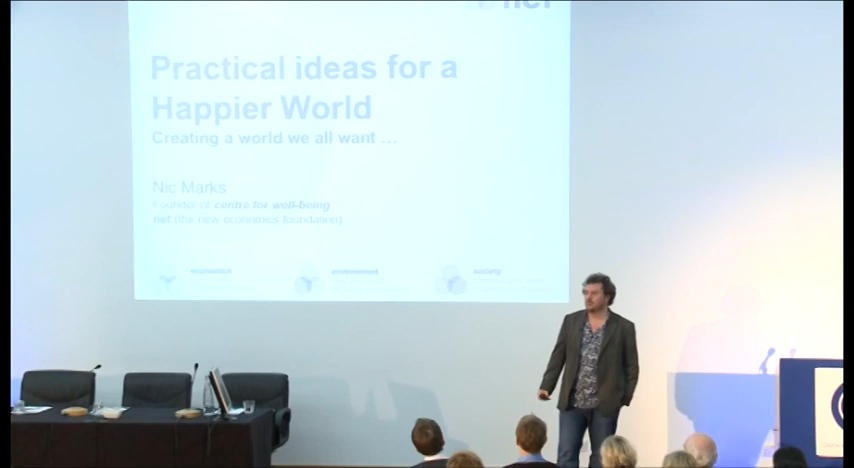 nef
Practical ideas for a
Happier World
Creating a world we all want ...
Nic Marks
Founder of centre for well-being
nef (the new economics foundation)
economics environment society